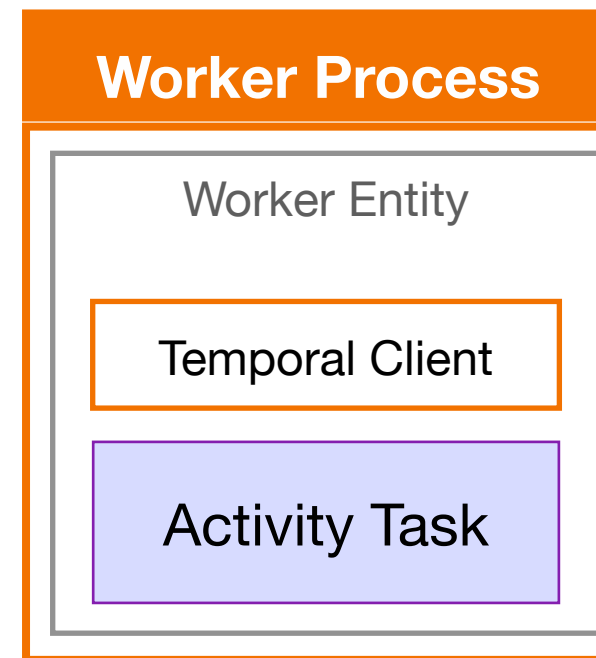 Worker Process
Worker Entity
Temporal Client
Activity Task